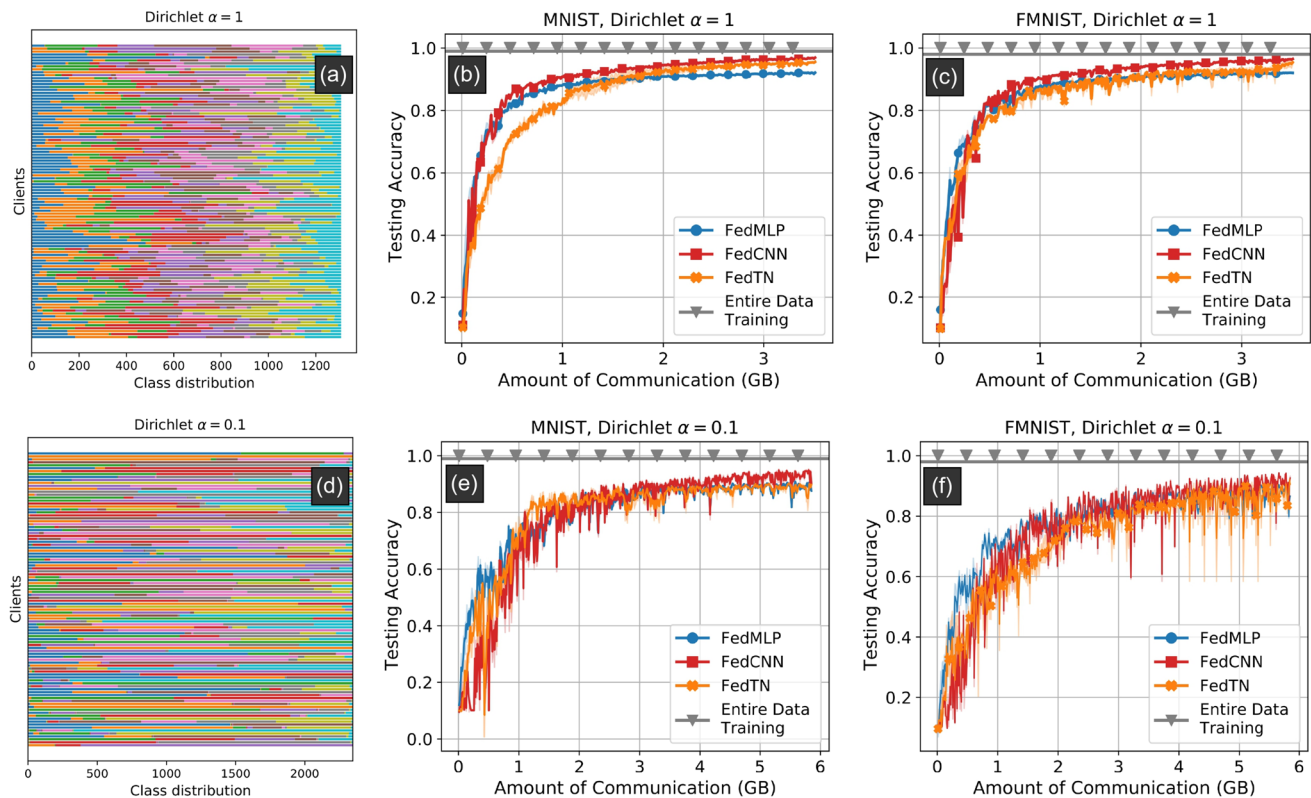 Dirichlet α = 1
(a)
Clients
0 200 400 600 800 1000 1200
Class distribution
MNIST, Dirichlet α = 1
(b)
Testing Accuracy
1.0
0.8
0.6
0.4
0.2
FedMLP
FedCNN
FedTN
Entire Data
Training
0 1 2 3
Amount of Communication (GB)
FMNIST, Dirichlet α = 1
(c)
Testing Accuracy
1.0
0.8
0.6
0.4
0.2
FedMLP
FedCNN
FedTN
Entire Data
Training
0 1 2 3
Amount of Communication (GB)
Dirichlet α = 0.1
(d)
Clients
0 500 1000 1500 2000
Class distribution
MNIST, Dirichlet α = 0.1
(e)
Testing Accuracy
1.0
0.8
0.6
0.4
0.2
0.0
FedMLP
FedCNN
FedTN
Entire Data
Training
0 1 2 3 4 5 6
Amount of Communication (GB)
FMNIST, Dirichlet α = 0.1
(f)
Testing Accuracy
1.0
0.8
0.6
0.4
0.2
FedMLP
FedCNN
FedTN
Entire Data
Training
0 1 2 3 4 5 6
Amount of Communication (GB)